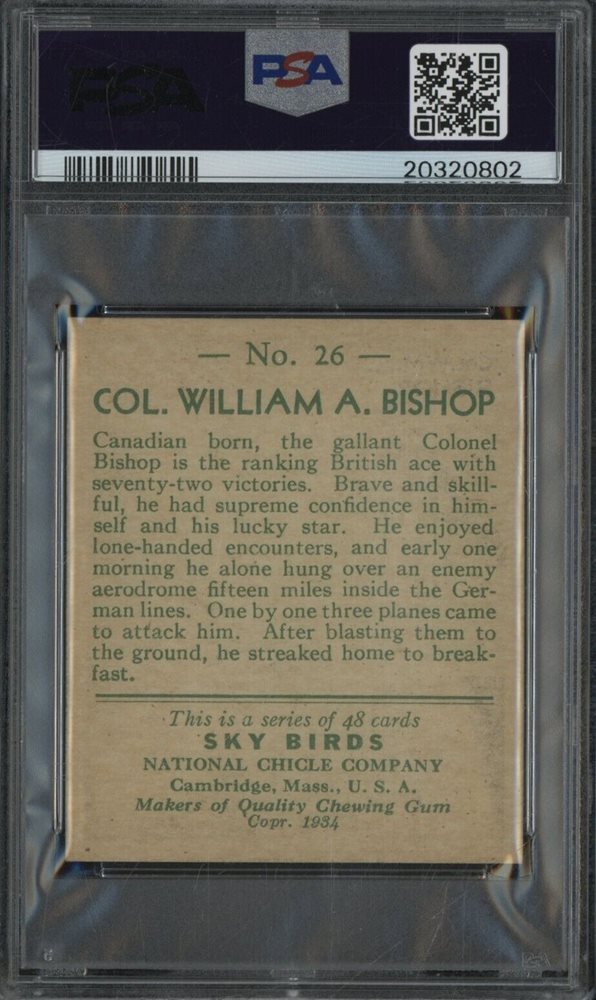 PSA
PSA
20320802
— No. 26 —
COL. WILLIAM A. BISHOP
Canadian born, the gallant Colonel
Bishop is the ranking British ace with
seventy-two victories. Brave and skill-
ful, he had supreme confidence in him-
self and his lucky star. He enjoyed
lone-handed encounters, and early one
morning he alone hung over an enemy
aerodrome fifteen miles inside the Ger-
man lines. One by one three planes came
to attack him. After blasting them to
the ground, he streaked home to break-
fast.
This is a series of 48 cards
SKY BIRDS
NATIONAL CHICLE COMPANY
Cambridge, Mass., U. S. A.
Makers of Quality Chewing Gum
Copr. 1934